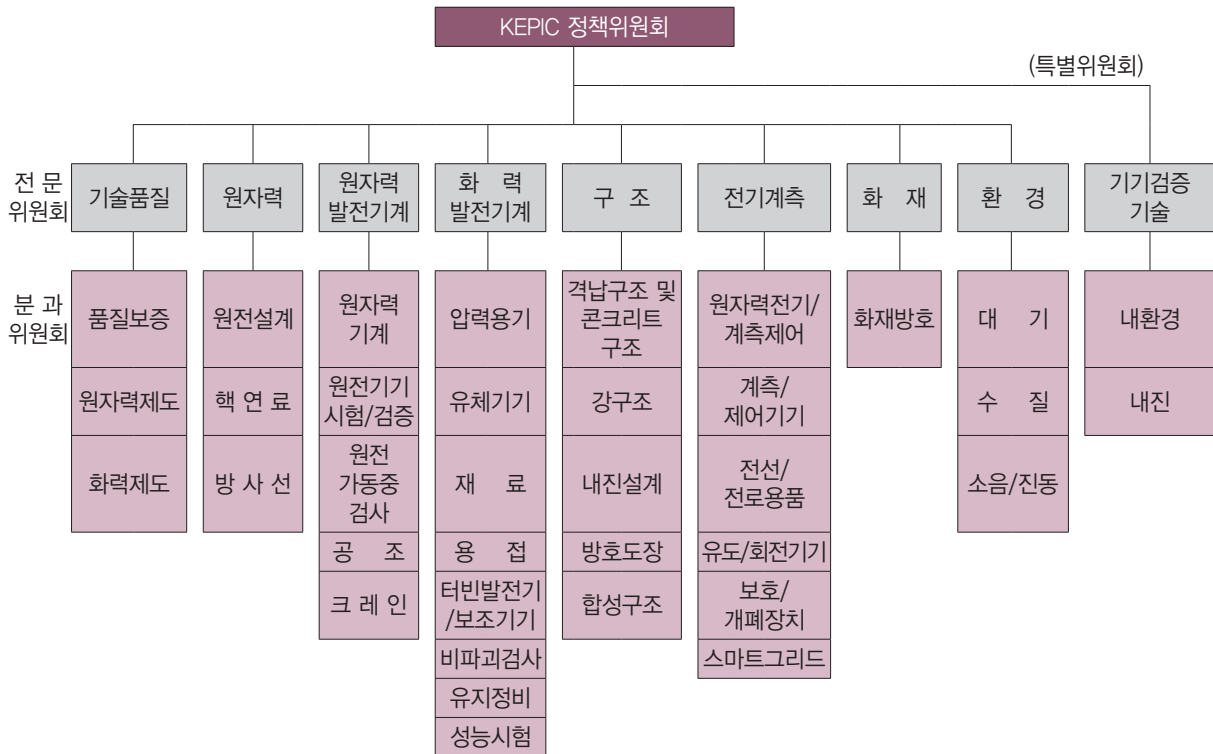 KEPIC 정책위원회
(특별위원회)
전 문
위원회
기술품질
원자력
원자력
발전기계
화 력
발전기계
구 조
전기계측
화 재
환 경
기기검증
기술
분 과
위원회
품질보증
원자력제도
화력제도
원전설계
핵 연 료
방 사 선
원자력
기계
원전기기
시험/검증
원전
가동중
검사
공 조
크 레 인
압력용기
유체기기
재 료
용 접
터빈발전기
/보조기기
비파괴검사
유지정비
성능시험
격납구조 및
콘크리트
구조
강구조
내진설계
방호도장
합성구조
원자력전기/
계측제어
계측/
제어기기
전선/
전로용품
유도/회전기기
보호/
개폐장치
스마트그리드
화재방호
대 기
수 질
소음/진동
내환경
내진